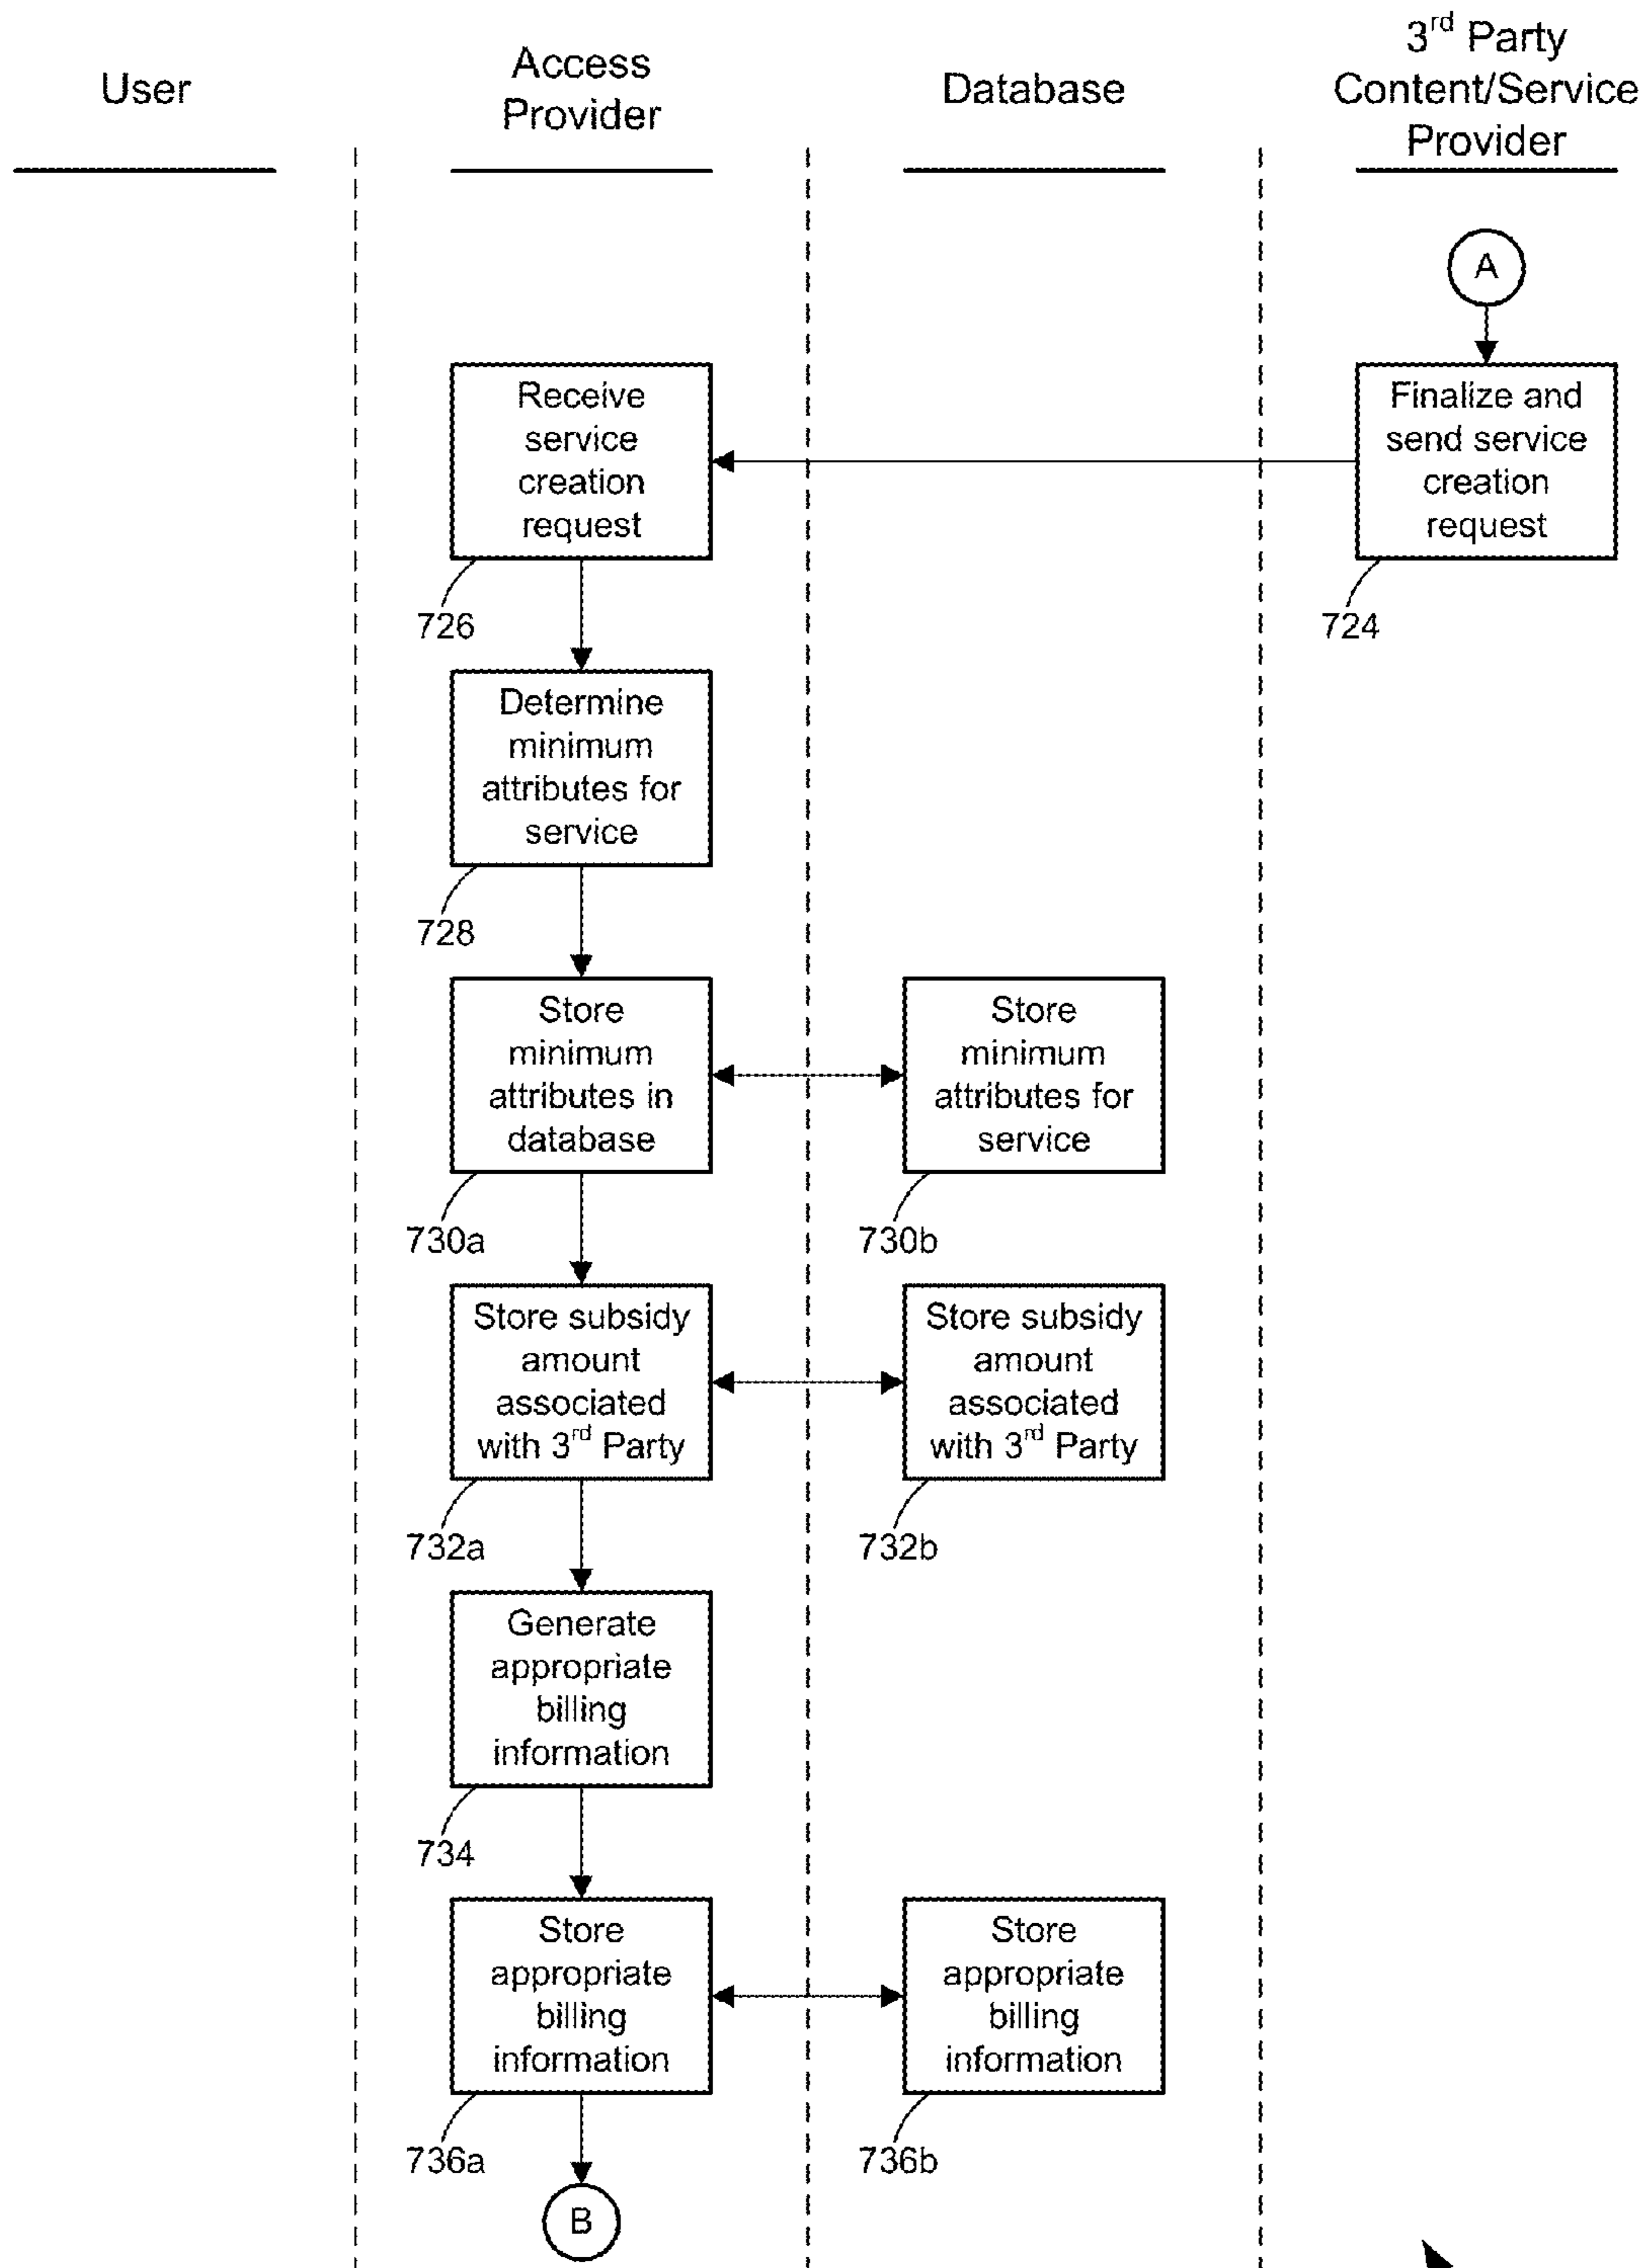 User
Access
Provider
Database
3rd Party
Content/Service
Provider
A
Receive
service
creation
request
726
Finalize and
send service
creation
request
724
Determine
minimum
attributes for
service
728
Store
minimum
attributes in
database
730a
Store
minimum
attributes for
service
730b
Store subsidy
amount
associated
with 3rd Party
732a
Store subsidy
amount
associated
with 3rd Party
732b
Generate
appropriate
billing
information
734
Store
appropriate
billing
information
736a
Store
appropriate
billing
information
736b
B